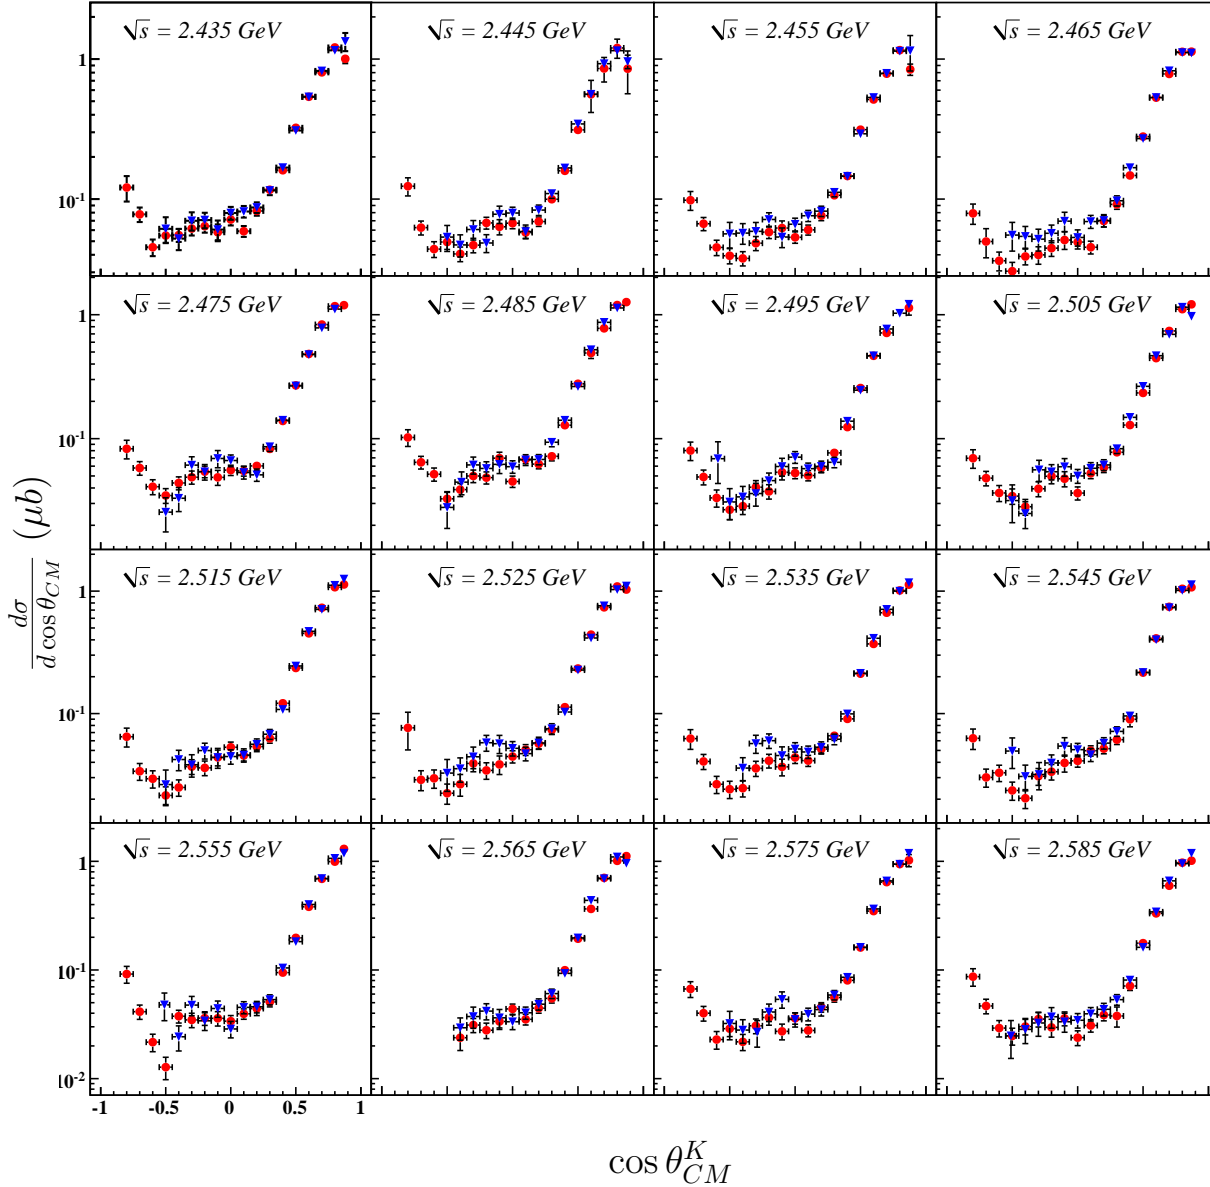 √s = 2.435 GeV √s = 2.445 GeV √s = 2.455 GeV √s = 2.465 GeV
1
10⁻¹
√s = 2.475 GeV √s = 2.485 GeV √s = 2.495 GeV √s = 2.505 GeV
1
10⁻¹
√s = 2.515 GeV √s = 2.525 GeV √s = 2.535 GeV √s = 2.545 GeV
1
10⁻¹
√s = 2.555 GeV √s = 2.565 GeV √s = 2.575 GeV √s = 2.585 GeV
1
10⁻¹
10⁻²
-1 -0.5 0 0.5 1
dσ/d cos θ_CM (μb)
cos θ^K_CM